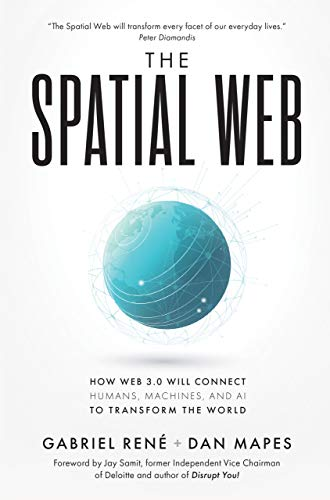 “The Spatial Web will transform every facet of our everyday lives.”
Peter Diamandis
THE
SPATIAL WEB
HOW WEB 3.0 WILL CONNECT
HUMANS, MACHINES, AND AI
TO TRANSFORM THE WORLD
GABRIEL RENÉ + DAN MAPES
Foreword by Jay Samit, former Independent Vice Chairman
of Deloitte and author of Disrupt You!